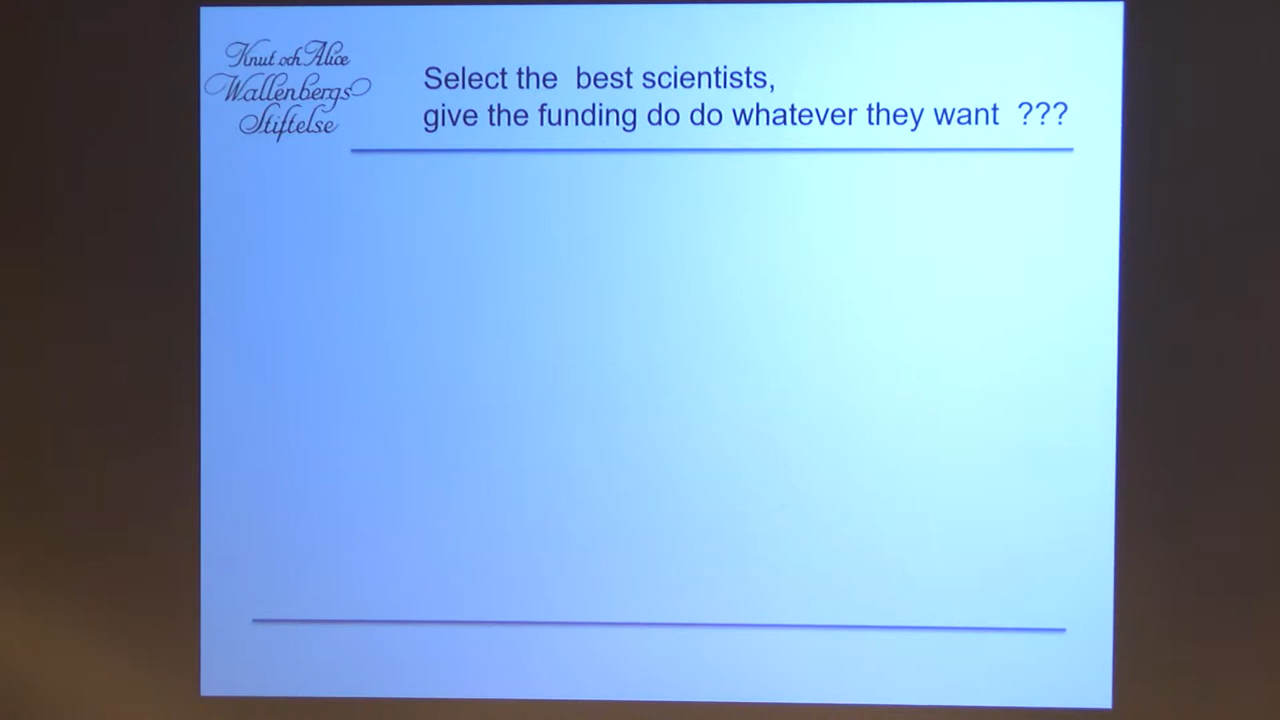 Knut och Alice
Wallenbergs
Stiftelse
Select the  best scientists,
give the funding do do whatever they want  ???